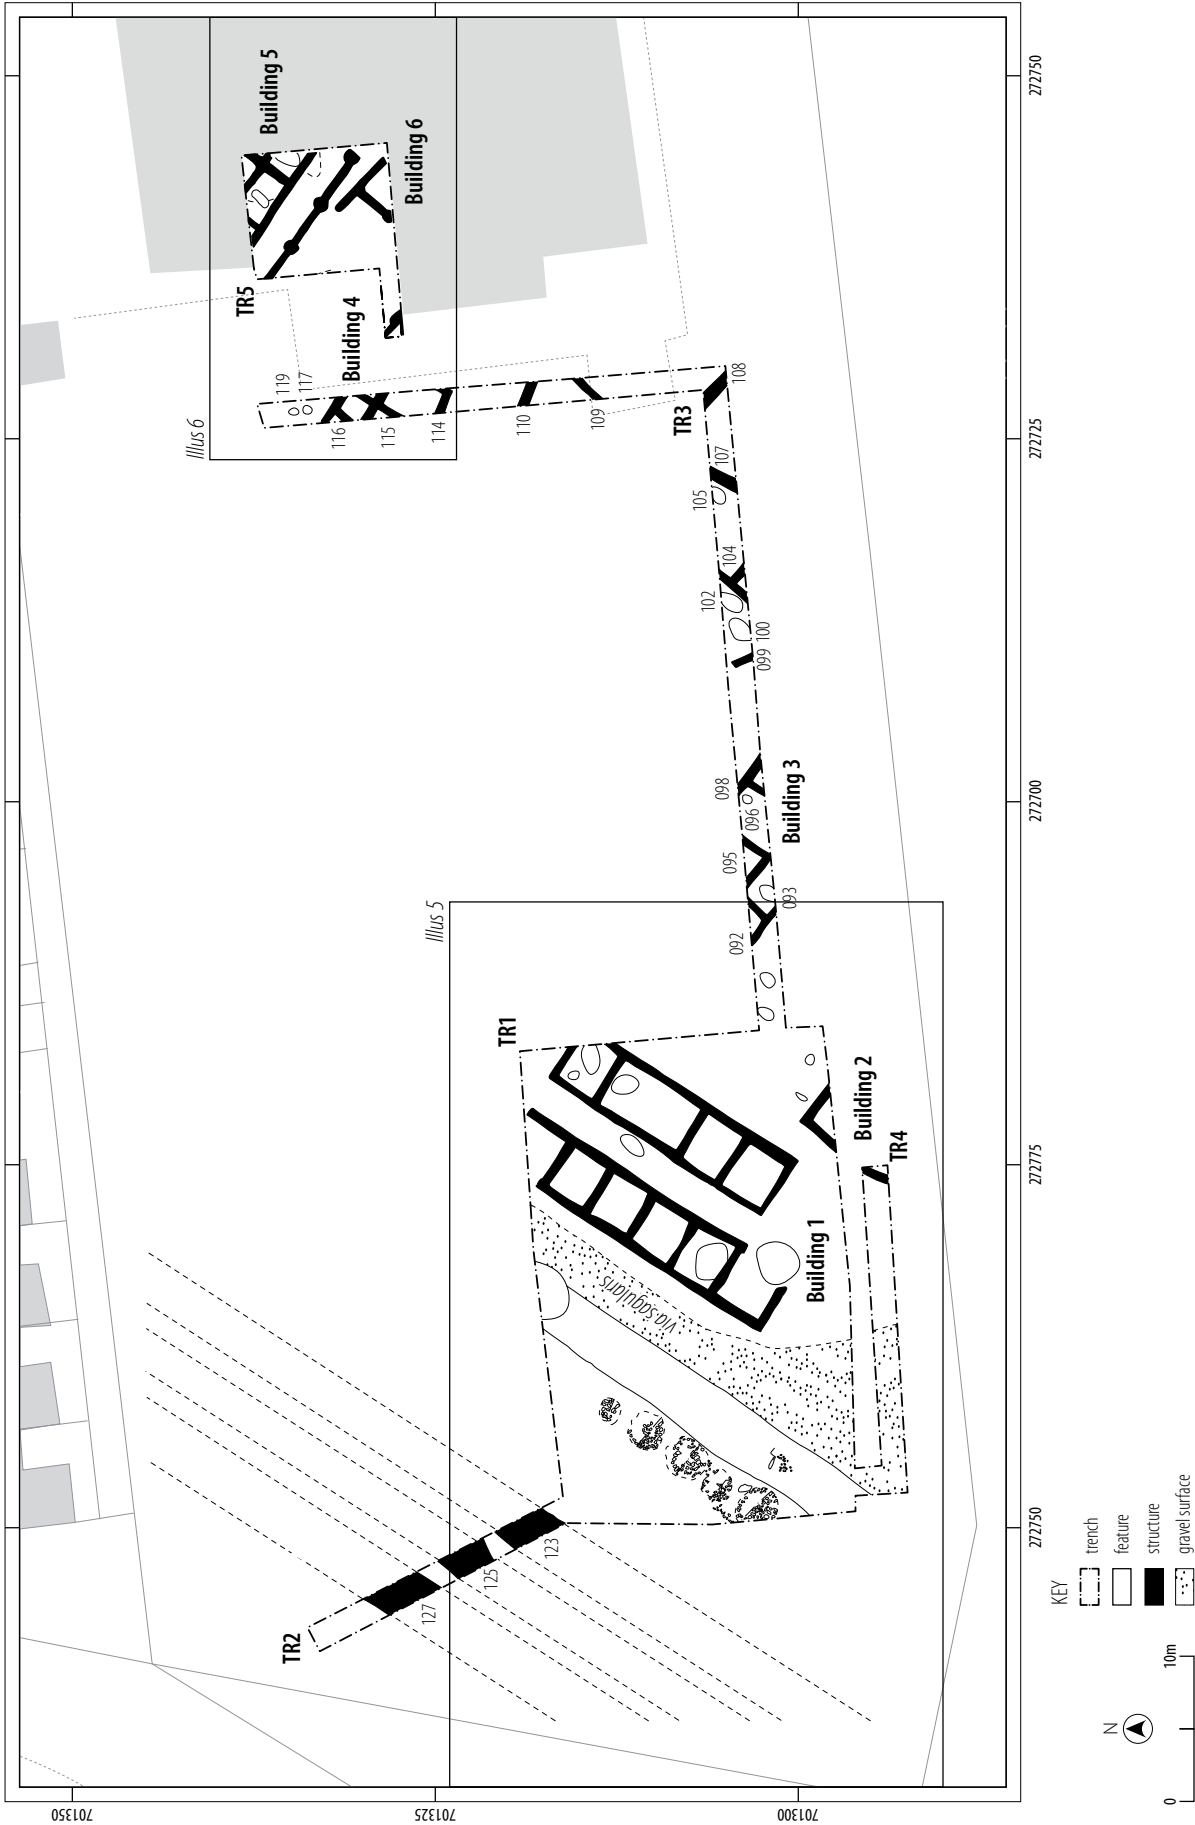 272750
272725
272700
27275
27250
701350
701325
701300
Illus 6
Building 5
Building 6
TR5
Building 4
119
117
116
115
114
110
109
108
TR3
107
105
104
102
100
099
098
096
Building 3
095
093
092
Illus 5
TR1
Building 2
TR4
Building 1
via sagularis
TR2
127
125
123
KEY
trench
feature
structure
gravel surface
N
0
10m